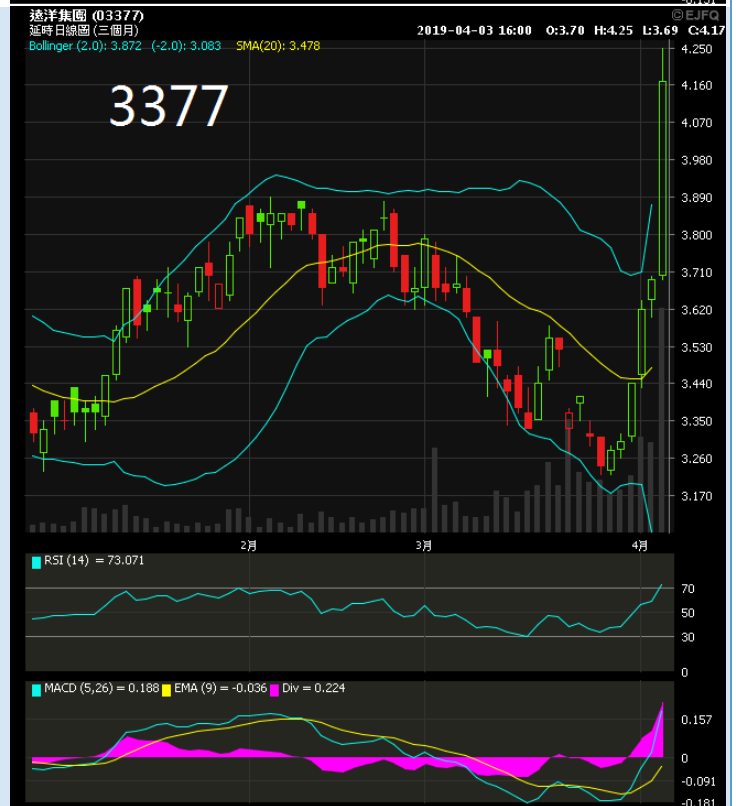 -0.151
遠洋集團 (03377)
©EJFQ
延時日線圖 (三個月)
2019-04-03 16:00 O:3.70 H:4.25 L:3.69 C:4.17
Bollinger (2.0): 3.872 (-2.0): 3.083 SMA(20): 3.478
4.250
3377
4.160
4.070
3.980
3.890
3.800
3.710
3.620
3.530
3.440
3.350
3.260
3.170
2月 3月 4月
RSI (14) = 73.071
70
50
30
0
MACD (5,26) = 0.188 EMA (9) = -0.036 Div = 0.224
0.157
0
-0.091
-0.181